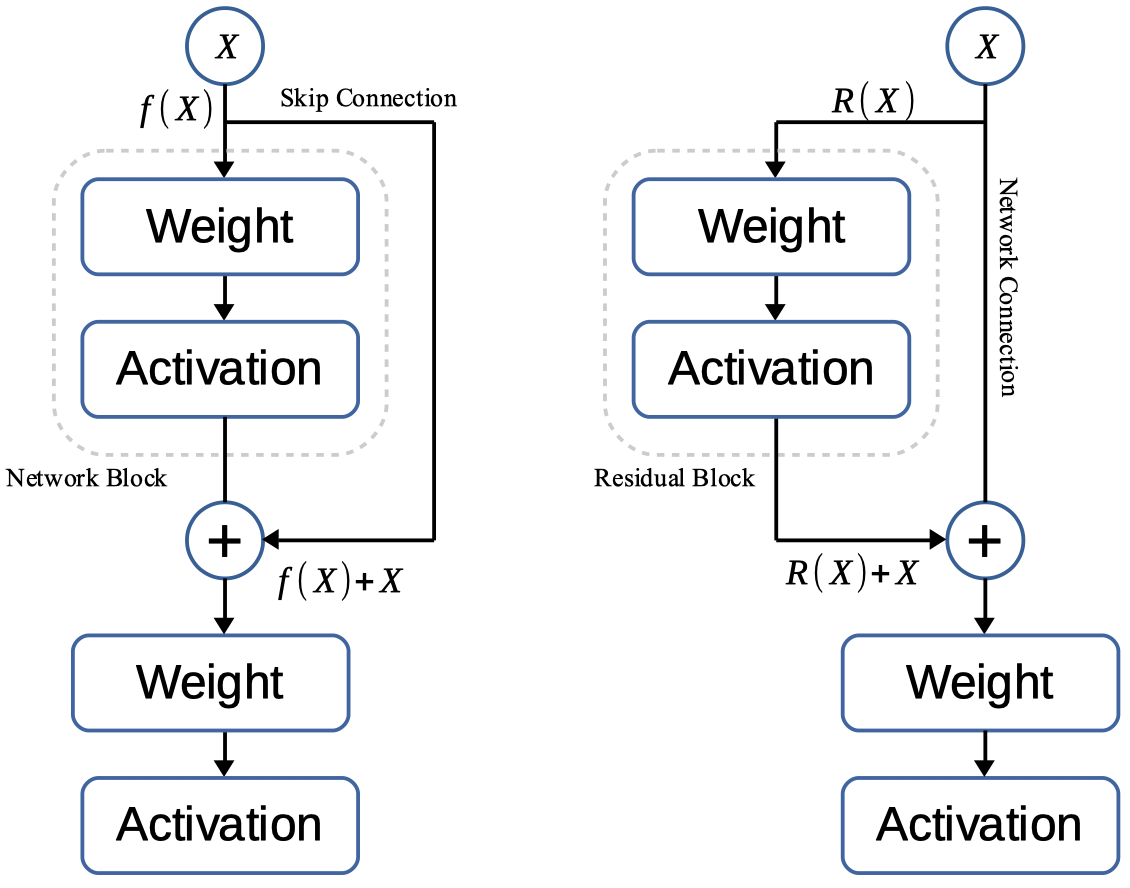 X
f(X)
Skip Connection
Weight
Activation
Network Block
+
f(X)+X
Weight
Activation
X
R(X)
Network Connection
Weight
Activation
Residual Block
+
R(X)+X
Weight
Activation